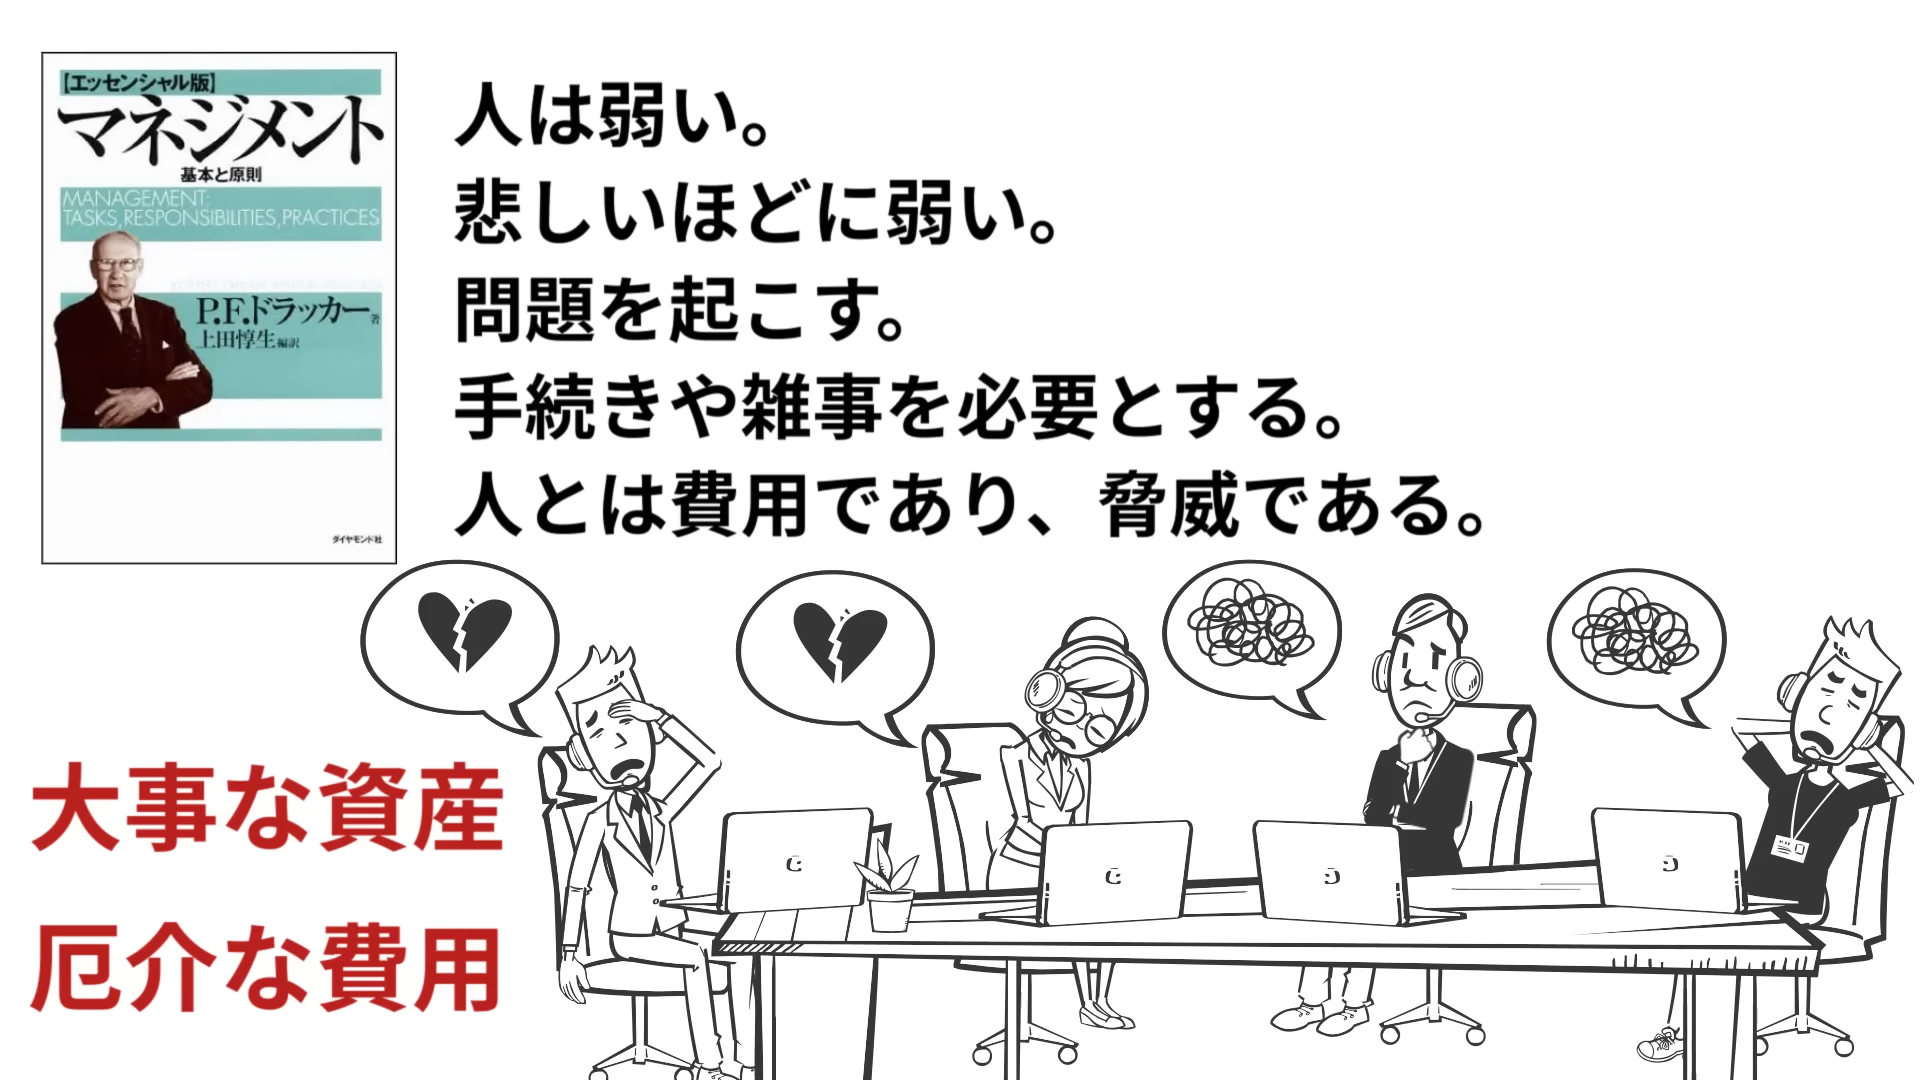 【エッセンシャル版】
マネジメント
基本と原則
MANAGEMENT:
TASKS, RESPONSIBILITIES, PRACTICES
P.F.ドラッカー 著
上田惇生 編訳
ダイヤモンド社
人は弱い。
悲しいほどに弱い。
問題を起こす。
手続きや雑事を必要とする。
人とは費用であり、脅威である。
大事な資産
厄介な費用